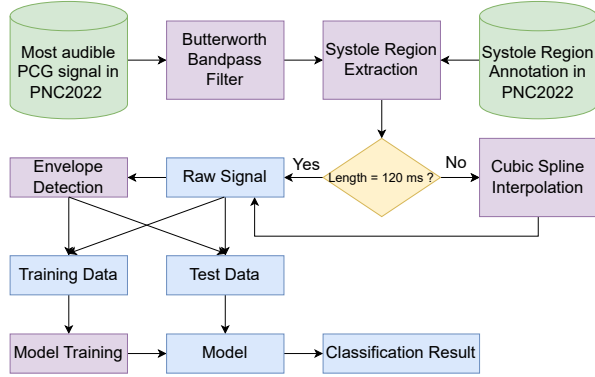 Most audible
PCG signal in
PNC2022
Butterworth
Bandpass
Filter
Systole Region
Extraction
Systole Region
Annotation in
PNC2022
Envelope
Detection
Raw Signal
Yes
Length = 120 ms ?
No
Cubic Spline
Interpolation
Training Data
Test Data
Model Training
Model
Classification Result